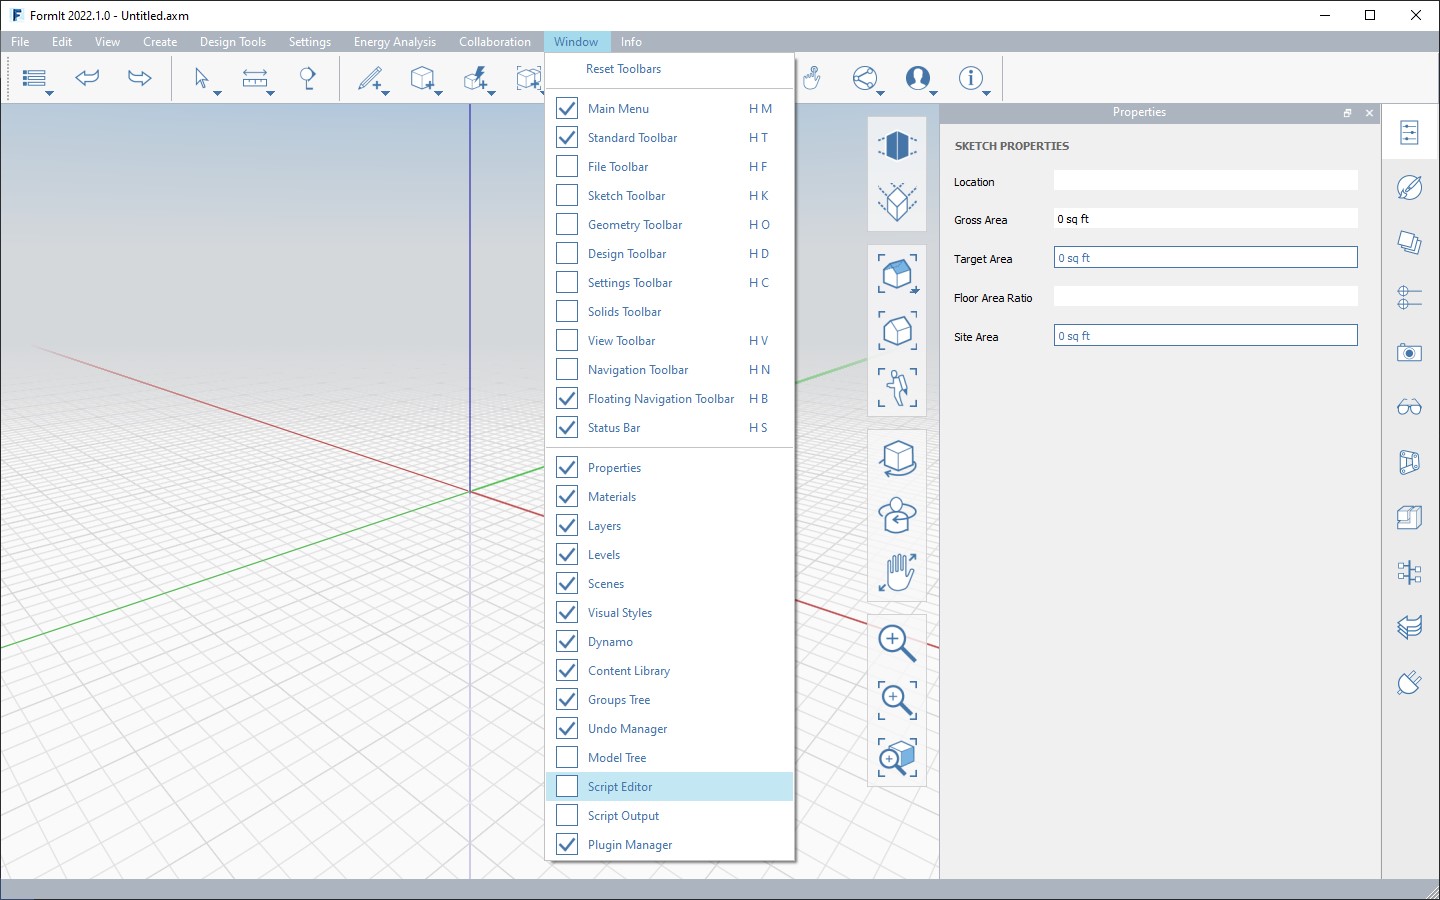 FormIt 2022.1.0 - Untitled.axm
File Edit View Create Design Tools Settings Energy Analysis Collaboration Window Info
Reset Toolbars
Main Menu H M
Standard Toolbar H T
File Toolbar H F
Sketch Toolbar H K
Geometry Toolbar H O
Design Toolbar H D
Settings Toolbar H C
Solids Toolbar
View Toolbar H V
Navigation Toolbar H N
Floating Navigation Toolbar H B
Status Bar H S
Properties
Materials
Layers
Levels
Scenes
Visual Styles
Dynamo
Content Library
Groups Tree
Undo Manager
Model Tree
Script Editor
Script Output
Plugin Manager
Properties
SKETCH PROPERTIES
Location
Gross Area 0 sq ft
Target Area 0 sq ft
Floor Area Ratio
Site Area 0 sq ft